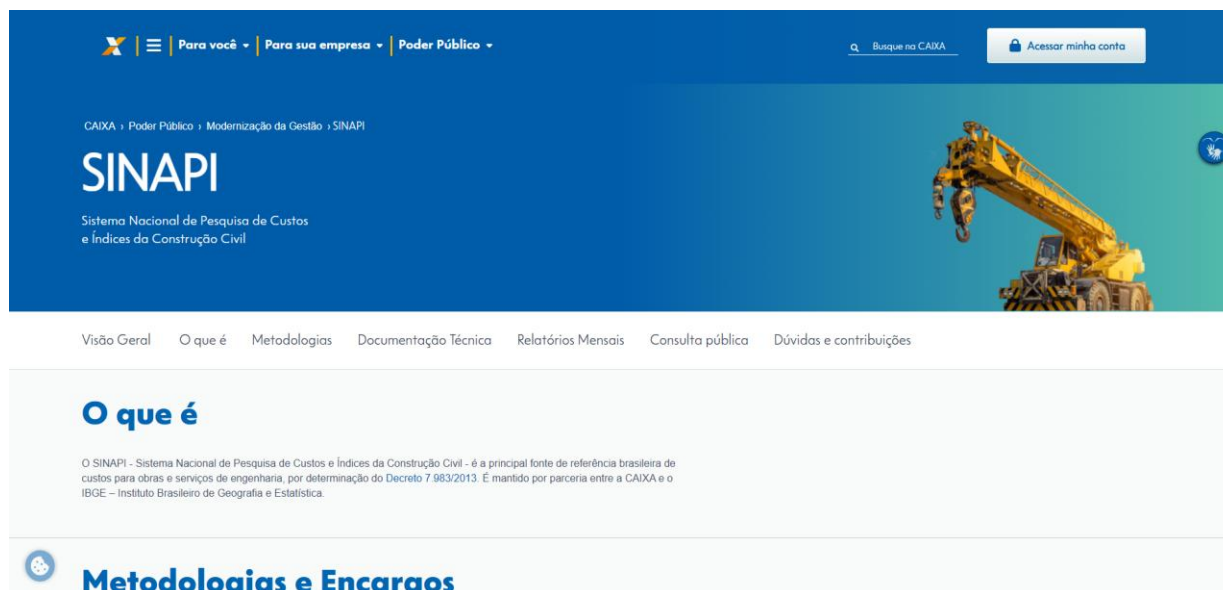 Para você Para sua empresa Poder Público
Busque na CAIXA
Acessar minha conta
CAIXA › Poder Público › Modernização da Gestão › SINAPI
SINAPI
Sistema Nacional de Pesquisa de Custos
e Índices da Construção Civil
Visão Geral O que é Metodologias Documentação Técnica Relatórios Mensais Consulta pública Dúvidas e contribuições
O que é
O SINAPI - Sistema Nacional de Pesquisa de Custos e Índices da Construção Civil - é a principal fonte de referência brasileira de
custos para obras e serviços de engenharia, por determinação do Decreto 7.983/2013. É mantido por parceria entre a CAIXA e o
IBGE – Instituto Brasileiro de Geografia e Estatística.
Metodologias e Encargos